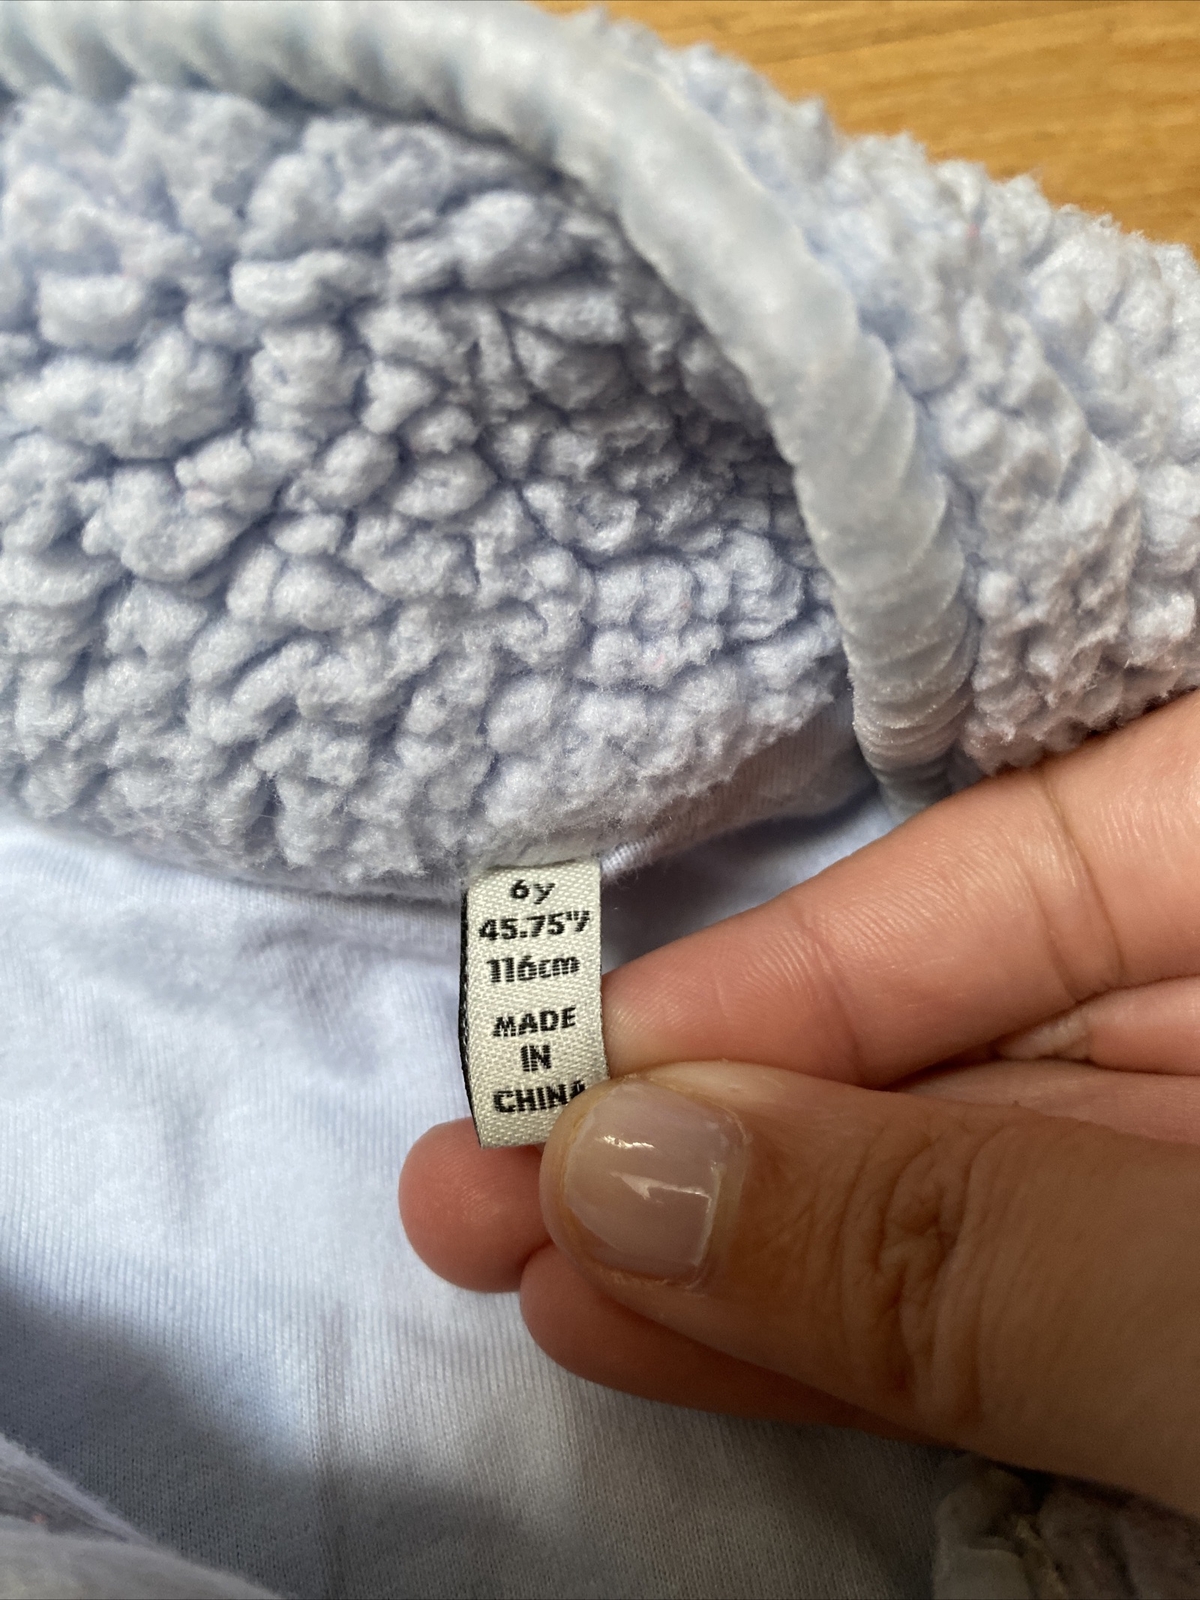 6y
45.75"/
116cm
MADE
IN
CHINA